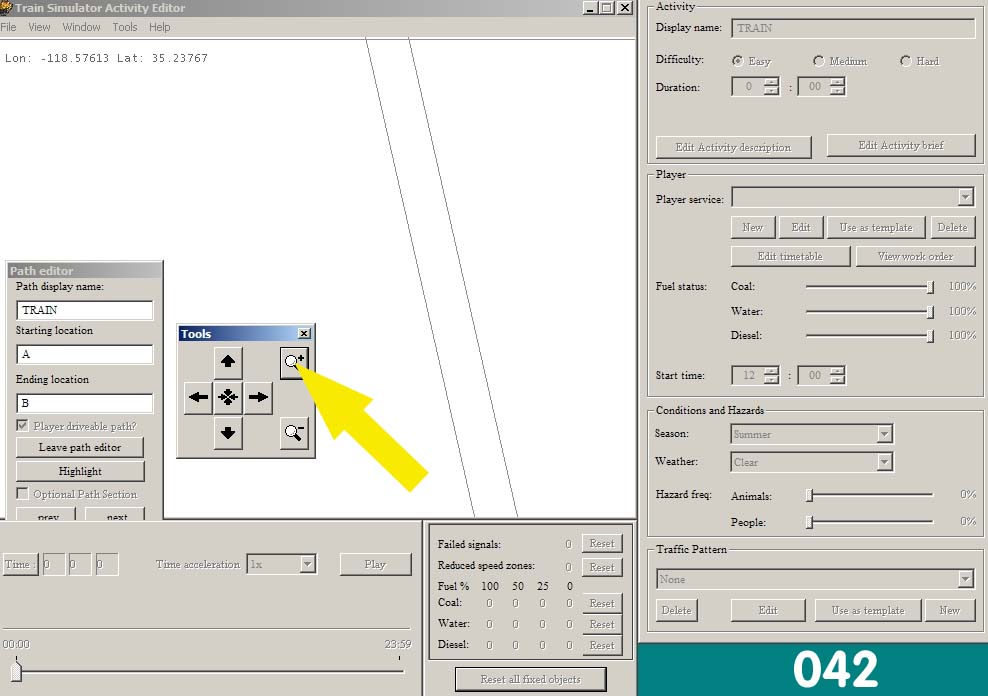 Train Simulator Activity Editor
File View Window Tools Help
Lon: -118.57613 Lat: 35.23767
Path editor
Path display name:
TRAIN
Starting location
A
Ending location
B
Player driveable path?
Leave path editor
Highlight
Optional Path Section
prev next
Tools
Time : 0 0 0 Time acceleration 1x Play
00:00 23:59
Failed signals: 0 Reset
Reduced speed zones: 0 Reset
Fuel % 100 50 25 0
Coal: 0 0 0 0 Reset
Water: 0 0 0 0 Reset
Diesel: 0 0 0 0 Reset
Reset all fixed objects
Activity
Display name: TRAIN
Difficulty: Easy Medium Hard
Duration: 0 : 00
Edit Activity description Edit Activity brief
Player
Player service:
New Edit Use as template Delete
Edit timetable View work order
Fuel status: Coal: 100%
Water: 100%
Diesel: 100%
Start time: 12 : 00
Conditions and Hazards
Season: Summer
Weather: Clear
Hazard freq: Animals: 0%
People: 0%
Traffic Pattern
None
Delete Edit Use as template New
042